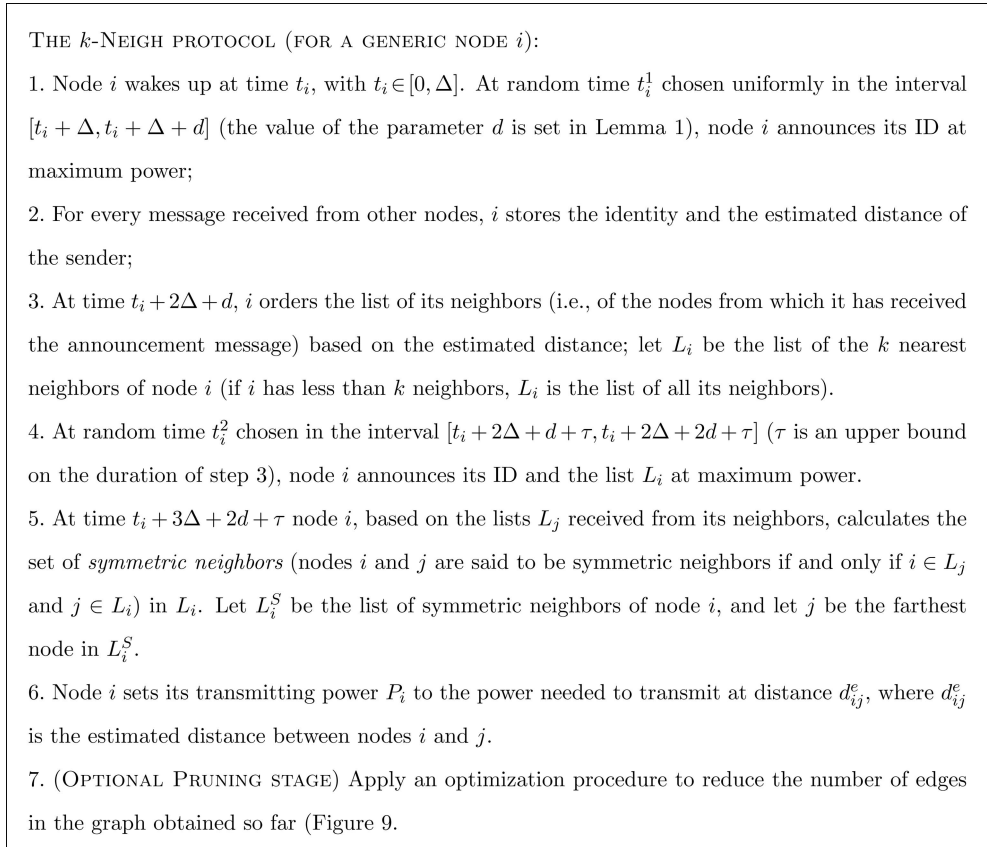 THE k-NEIGH PROTOCOL (FOR A GENERIC NODE i):
1. Node i wakes up at time t_i, with t_i ∈ [0, Δ]. At random time t_i^1 chosen uniformly in the interval
[t_i + Δ, t_i + Δ + d] (the value of the parameter d is set in Lemma 1), node i announces its ID at
maximum power;
2. For every message received from other nodes, i stores the identity and the estimated distance of
the sender;
3. At time t_i + 2Δ + d, i orders the list of its neighbors (i.e., of the nodes from which it has received
the announcement message) based on the estimated distance; let L_i be the list of the k nearest
neighbors of node i (if i has less than k neighbors, L_i is the list of all its neighbors).
4. At random time t_i^2 chosen in the interval [t_i + 2Δ + d + τ, t_i + 2Δ + 2d + τ] (τ is an upper bound
on the duration of step 3), node i announces its ID and the list L_i at maximum power.
5. At time t_i + 3Δ + 2d + τ node i, based on the lists L_j received from its neighbors, calculates the
set of symmetric neighbors (nodes i and j are said to be symmetric neighbors if and only if i ∈ L_j
and j ∈ L_i) in L_i. Let L_i^S be the list of symmetric neighbors of node i, and let j be the farthest
node in L_i^S.
6. Node i sets its transmitting power P_i to the power needed to transmit at distance d_ij^e, where d_ij^e
is the estimated distance between nodes i and j.
7. (OPTIONAL PRUNING STAGE) Apply an optimization procedure to reduce the number of edges
in the graph obtained so far (Figure 9.